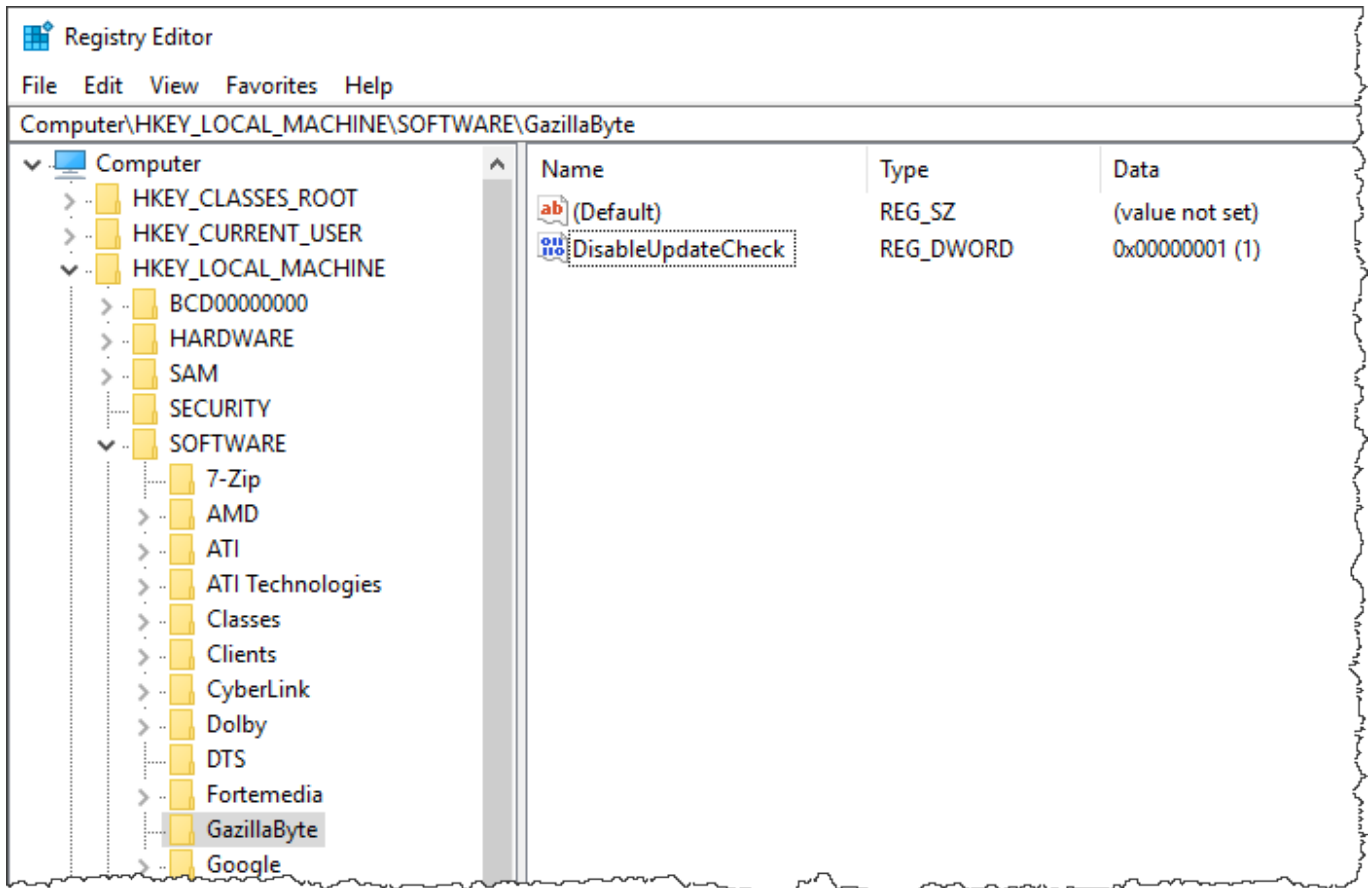 Registry Editor
File Edit View Favorites Help
Computer\HKEY_LOCAL_MACHINE\SOFTWARE\GazillaByte
Computer
HKEY_CLASSES_ROOT
HKEY_CURRENT_USER
HKEY_LOCAL_MACHINE
BCD00000000
HARDWARE
SAM
SECURITY
SOFTWARE
7-Zip
AMD
ATI
ATI Technologies
Classes
Clients
CyberLink
Dolby
DTS
Fortemedia
GazillaByte
Google
Name Type Data
ab (Default) REG_SZ (value not set)
DisableUpdateCheck REG_DWORD 0x00000001 (1)